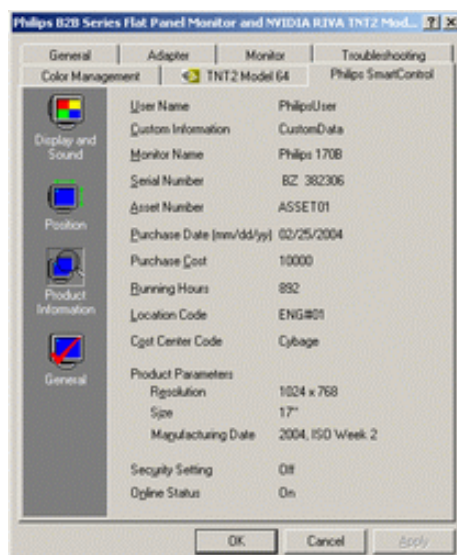 Philips B2B Series Flat Panel Monitor and NVIDIA RIVA TNT2 Mod... ? X
General Adapter Monitor Troubleshooting
Color Management TNT2 Model 64 Philips SmartControl
Display and Sound
Position
Product Information
General
User Name PhilipsUser
Custom Information CustomData
Monitor Name Philips 170B
Serial Number BZ 382306
Asset Number ASSET01
Purchase Date (mm/dd/yy) 02/25/2004
Purchase Cost 10000
Running Hours 892
Location Code ENG#01
Cost Center Code Cybage
Product Parameters
Resolution 1024 x 768
Size 17"
Manufacturing Date 2004, ISO Week 2
Security Setting Off
Online Status On
OK Cancel Apply